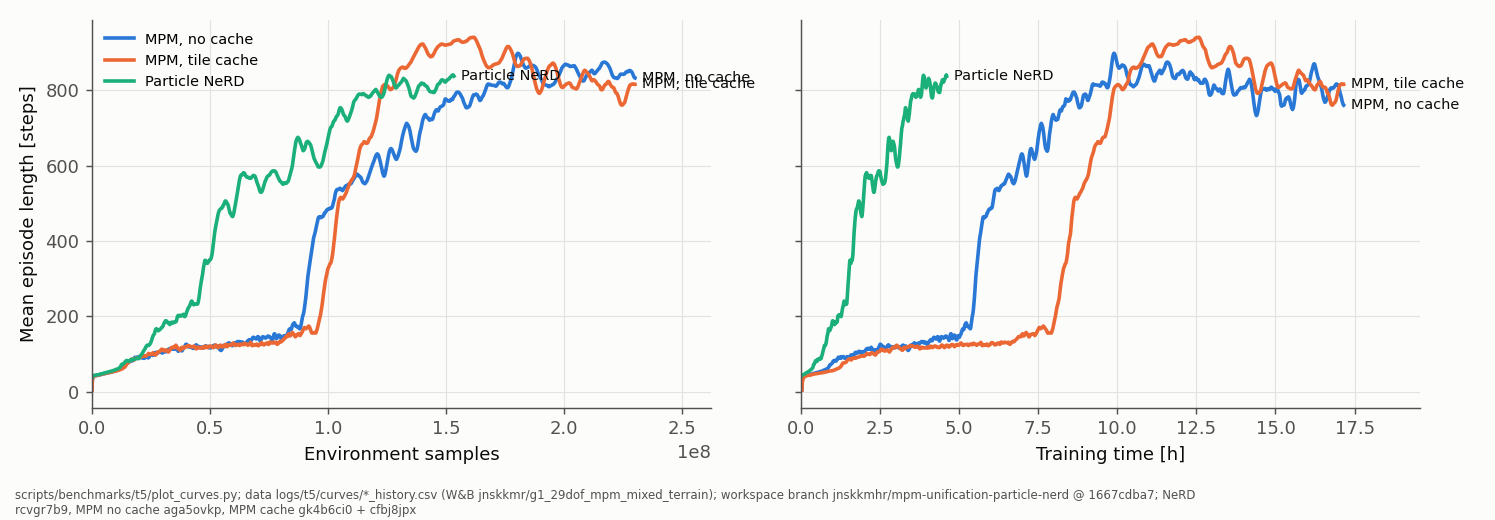 MPM, no cache
MPM, tile cache
Particle NeRD
Particle NeRD
MPM, no cache
MPM, tile cache
Mean episode length [steps]
800
600
400
200
0
0.0 0.5 1.0 1.5 2.0 2.5
1e8
Environment samples
Particle NeRD
MPM, tile cache
MPM, no cache
0.0 2.5 5.0 7.5 10.0 12.5 15.0 17.5
Training time [h]
scripts/benchmarks/t5/plot_curves.py; data logs/t5/curves/*_history.csv (W&B jnskkmr/g1_29dof_mpm_mixed_terrain); workspace branch jnskkmhr/mpm-unification-particle-nerd @ 1667cdba7; NeRD
rcvgr7b9, MPM no cache aga5ovkp, MPM cache gk4b6ci0 + cfbj8jpx